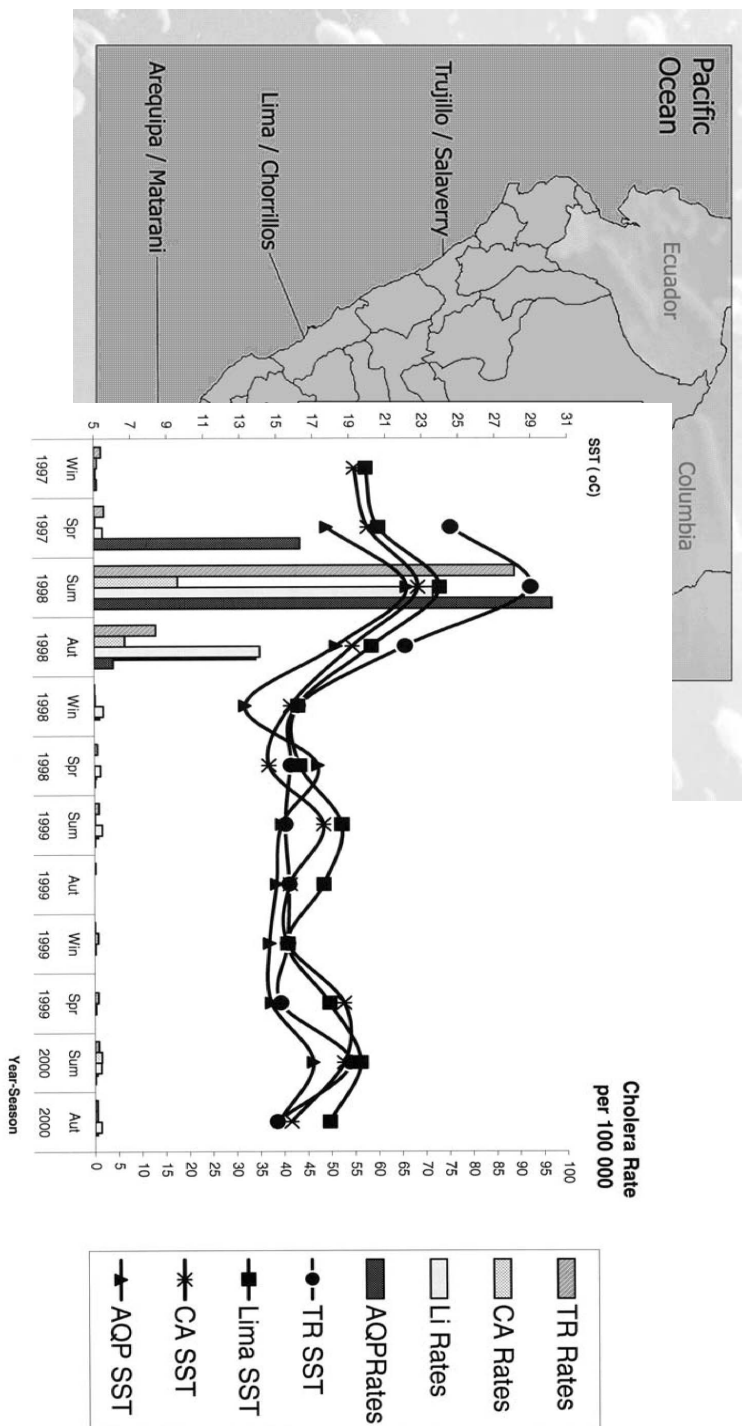 Pacific
Ocean
Ecuador
Columbia
Trujillo / Salaverry
Lima / Chorrillos
Arequipa / Matarani
SST ( oC)
31
29
27
25
23
21
19
17
15
13
11
9
7
5
Cholera Rate
per 100 000
100
95
90
85
80
75
70
65
60
55
50
45
40
35
30
25
20
15
10
5
0
Win Spr Sum Aut Win Spr Sum Aut Win Spr Sum Aut
1997 1997 1998 1998 1998 1998 1999 1999 1999 1999 2000 2000
Year-Season
TR Rates
CA Rates
Li Rates
AQPRates
TR SST
Lima SST
CA SST
AQP SST